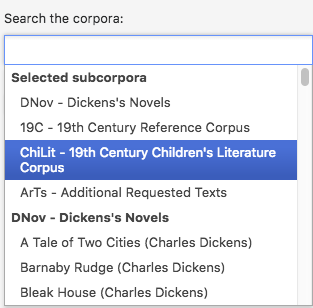 Search the corpora:
Selected subcorpora
DNov - Dickens's Novels
19C - 19th Century Reference Corpus
ChiLit - 19th Century Children's Literature
Corpus
ArTs - Additional Requested Texts
DNov - Dickens's Novels
A Tale of Two Cities (Charles Dickens)
Barnaby Rudge (Charles Dickens)
Bleak House (Charles Dickens)